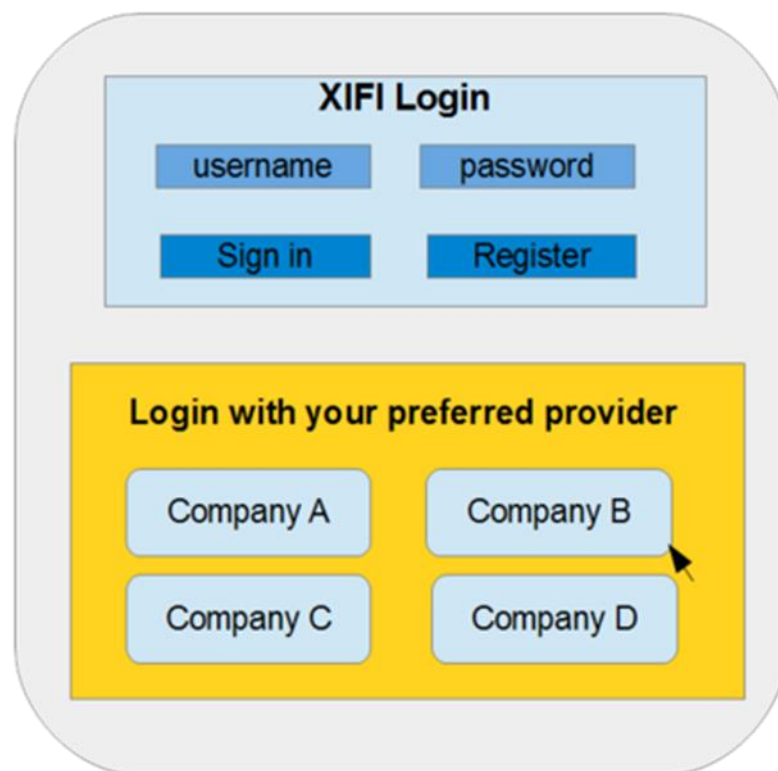 XIFI Login
username password
Sign in Register
Login with your preferred provider
Company A Company B
Company C Company D